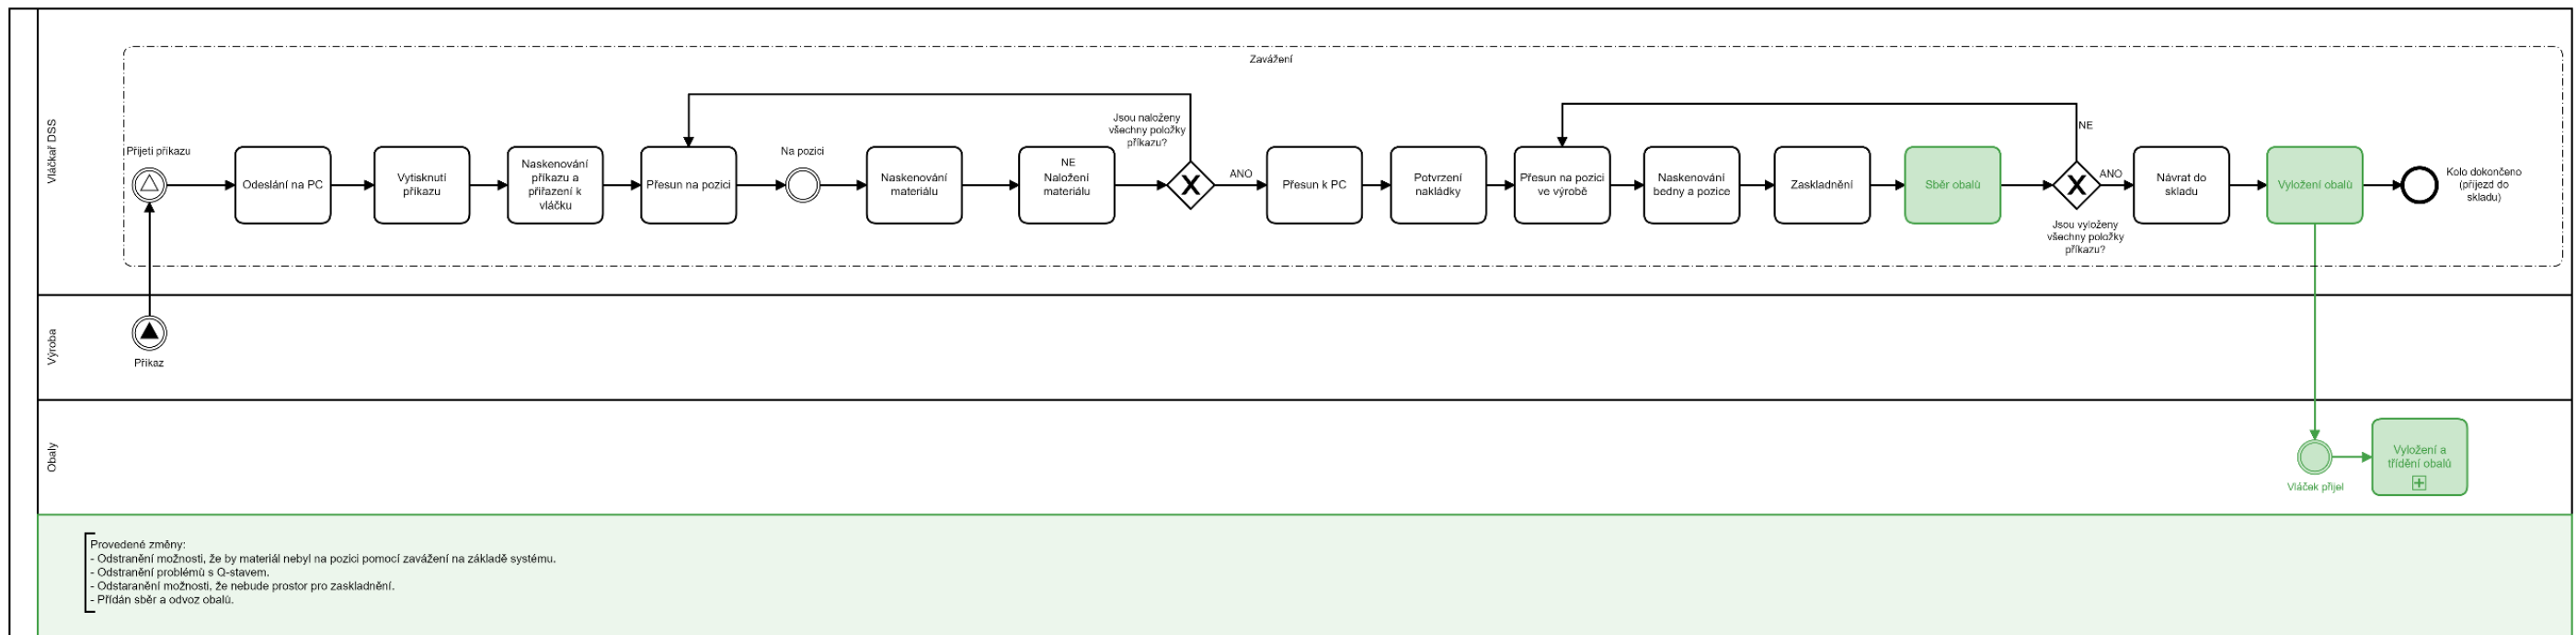 Zavážení
Vláčkař DSS
Přijetí příkazu
Odeslání na PC
Vytisknutí
příkazu
Naskenování
příkazu a
přiřazení k
vláčku
Přesun na pozici
Na pozici
Naskenování
materiálu
NE
Naložení
materiálu
Jsou naloženy
všechny položky
příkazu?
ANO
Přesun k PC
Potvrzení
nakládky
Přesun na pozici
ve výrobě
Naskenování
bedny a pozice
Zaskladnění
Sběr obalů
NE
Jsou vyloženy
všechny položky
příkazu?
ANO
Návrat do
skladu
Vyložení obalů
Kolo dokončeno
(příjezd do
skladu)
Výroba
Příkaz
Obaly
Vláček přijel
Vyložení a
třídění obalů
Provedené změny:
- Odstranění možnosti, že by materiál nebyl na pozici pomocí zavážení na základě systému.
- Odstranění problémů s Q-stavem.
- Odstaranění možnosti, že nebude prostor pro zaskladnění.
- Přídán sběr a odvoz obalů.